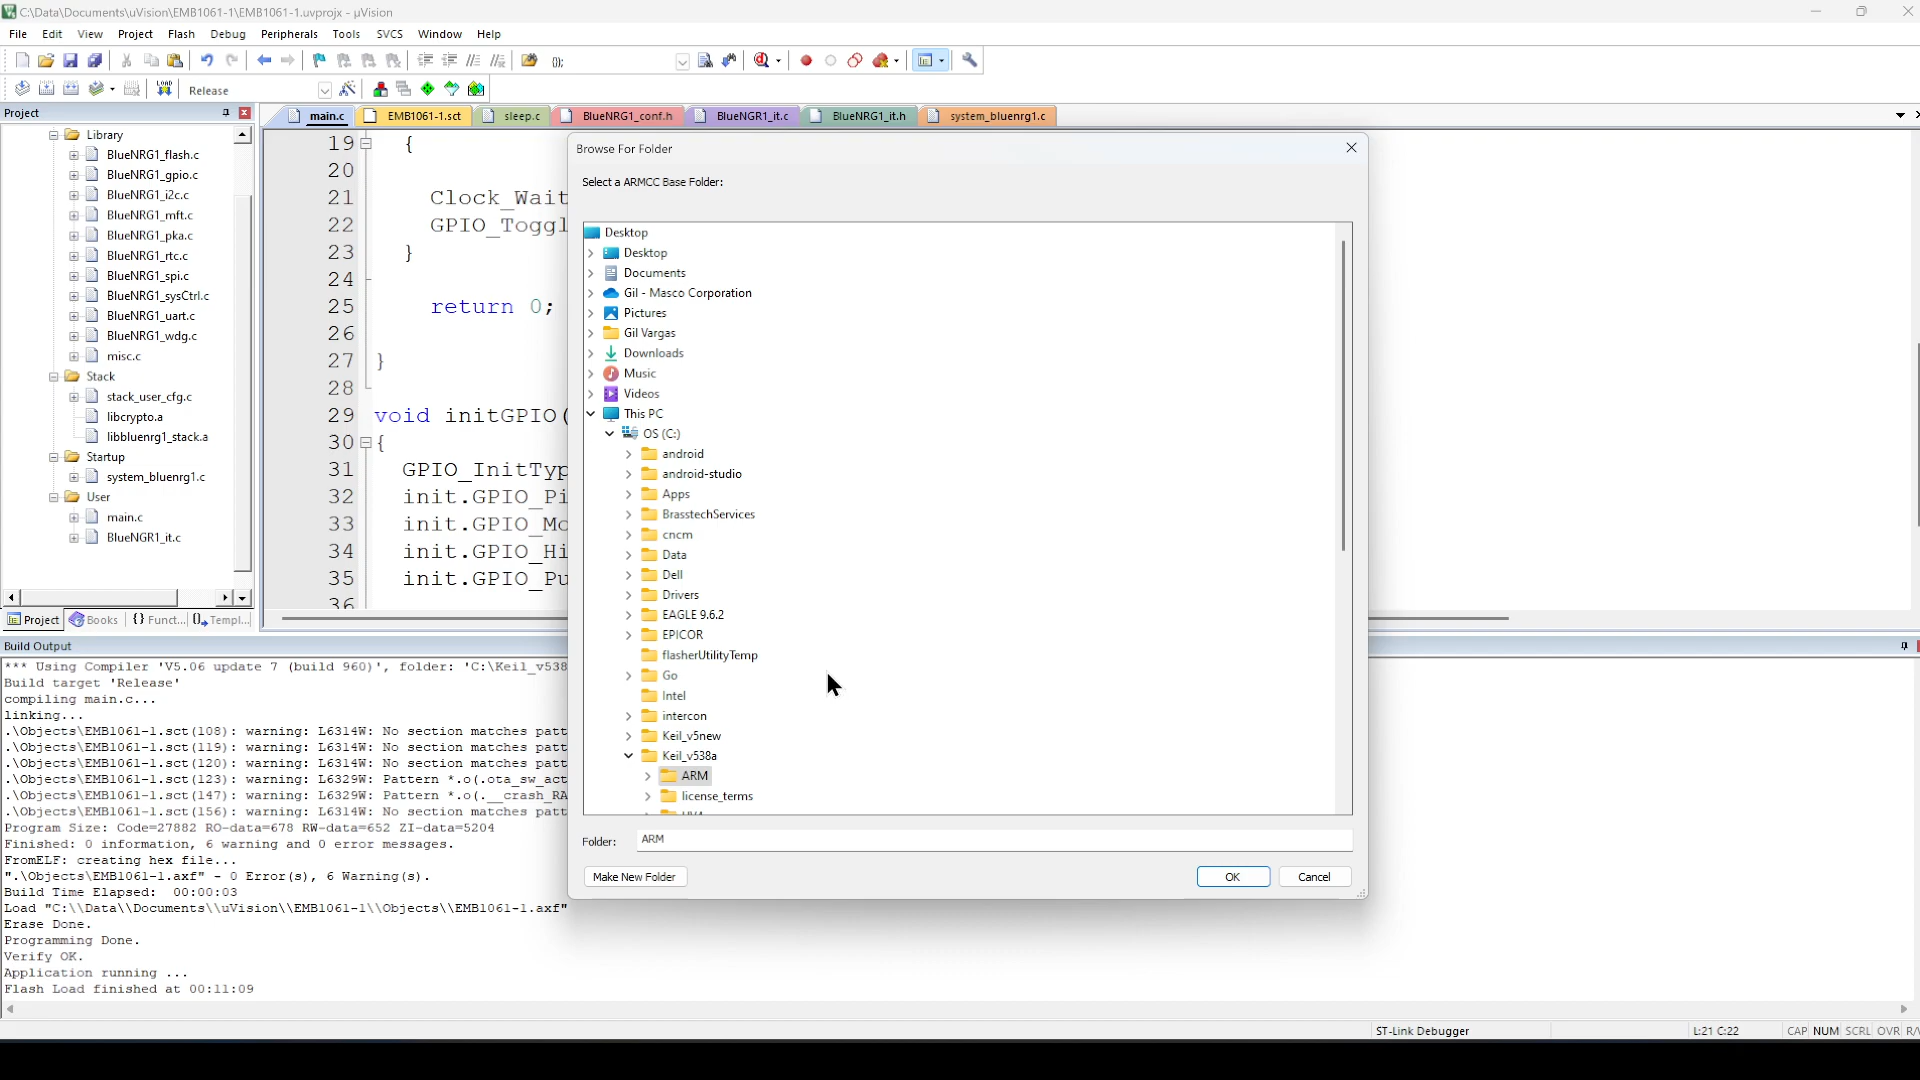 C:\Data\Documents\uVision\EMB1061-1\EMB1061-1.uvprojx - µVision
File Edit View Project Flash Debug Peripherals Tools SVCS Window Help
{};
LOAD Release
Project
main.c EMB1061-1.sct sleep.c BlueNRG1_conf.h BlueNGR1_it.c BlueNRG1_it.h system_bluenrg1.c
Library
BlueNRG1_flash.c
BlueNRG1_gpio.c
BlueNRG1_i2c.c
BlueNRG1_mft.c
BlueNRG1_pka.c
BlueNRG1_rtc.c
BlueNRG1_spi.c
BlueNRG1_sysCtrl.c
BlueNRG1_uart.c
BlueNRG1_wdg.c
misc.c
Stack
stack_user_cfg.c
libcrypto.a
libbluenrg1_stack.a
Startup
system_bluenrg1.c
User
main.c
BlueNGR1_it.c
Project Books {} Funct... Templ...
19 {
20
21 Clock_Wait
22 GPIO_Toggl
23 }
24
25 return 0;
26
27 }
28
29 void initGPIO(
30 {
31 GPIO_InitTyp
32 init.GPIO_Pi
33 init.GPIO_Mo
34 init.GPIO_Hi
35 init.GPIO_Pu
36
Browse For Folder
Select a ARMCC Base Folder:
Desktop
Desktop
Documents
Gil - Masco Corporation
Pictures
Gil Vargas
Downloads
Music
Videos
This PC
OS (C:)
android
android-studio
Apps
BrasstechServices
cncm
Data
Dell
Drivers
EAGLE 9.6.2
EPICOR
flasherUtilityTemp
Go
Intel
intercon
Keil_v5new
Keil_v538a
ARM
license_terms
Folder: ARM
Make New Folder OK Cancel
Build Output
*** Using Compiler 'V5.06 update 7 (build 960)', folder: 'C:\Keil_v538
Build target 'Release'
compiling main.c...
linking...
.\Objects\EMB1061-1.sct(108): warning: L6314W: No section matches patt
.\Objects\EMB1061-1.sct(119): warning: L6314W: No section matches patt
.\Objects\EMB1061-1.sct(120): warning: L6314W: No section matches patt
.\Objects\EMB1061-1.sct(123): warning: L6329W: Pattern *.o(.ota_sw_act
.\Objects\EMB1061-1.sct(147): warning: L6329W: Pattern *.o(.__crash_RA
.\Objects\EMB1061-1.sct(156): warning: L6314W: No section matches patt
Program Size: Code=27882 RO-data=678 RW-data=652 ZI-data=5204
Finished: 0 information, 6 warning and 0 error messages.
FromELF: creating hex file...
".\Objects\EMB1061-1.axf" - 0 Error(s), 6 Warning(s).
Build Time Elapsed:  00:00:03
Load "C:\\Data\\Documents\\uVision\\EMB1061-1\\Objects\\EMB1061-1.axf"
Erase Done.
Programming Done.
Verify OK.
Application running ...
Flash Load finished at 00:11:09
ST-Link Debugger L:21 C:22 CAP NUM SCRL OVR R/